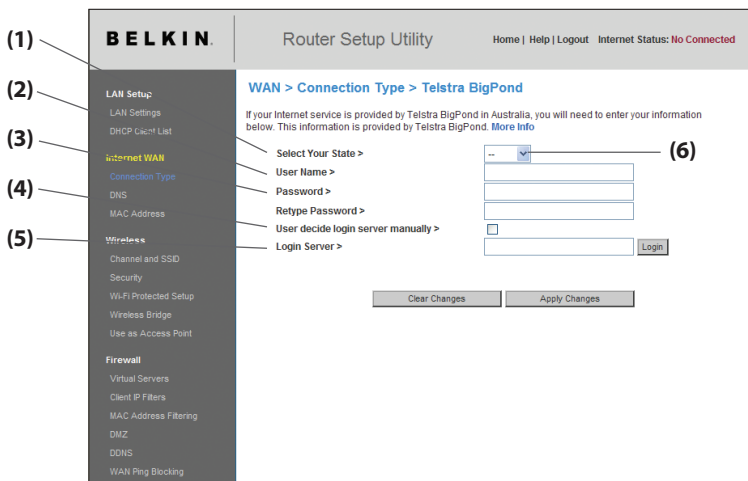 BELKIN.
Router Setup Utility
Home | Help | Logout Internet Status: No Connected
(1)
(2)
(3)
(4)
(5)
LAN Setup
LAN Settings
DHCP Client List
Internet WAN
Connection Type
DNS
MAC Address
Wireless
Channel and SSID
Security
Wi-Fi Protected Setup
Wireless Bridge
Use as Access Point
Firewall
Virtual Servers
Client IP Filters
MAC Address Filtering
DMZ
DDNS
WAN Ping Blocking
WAN > Connection Type > Telstra BigPond
If your Internet service is provided by Telstra BigPond in Australia, you will need to enter your information
below. This information is provided by Telstra BigPond. More Info
Select Your State > -- (6)
User Name >
Password >
Retype Password >
User decide login server manually >
Login Server > Login
Clear Changes Apply Changes